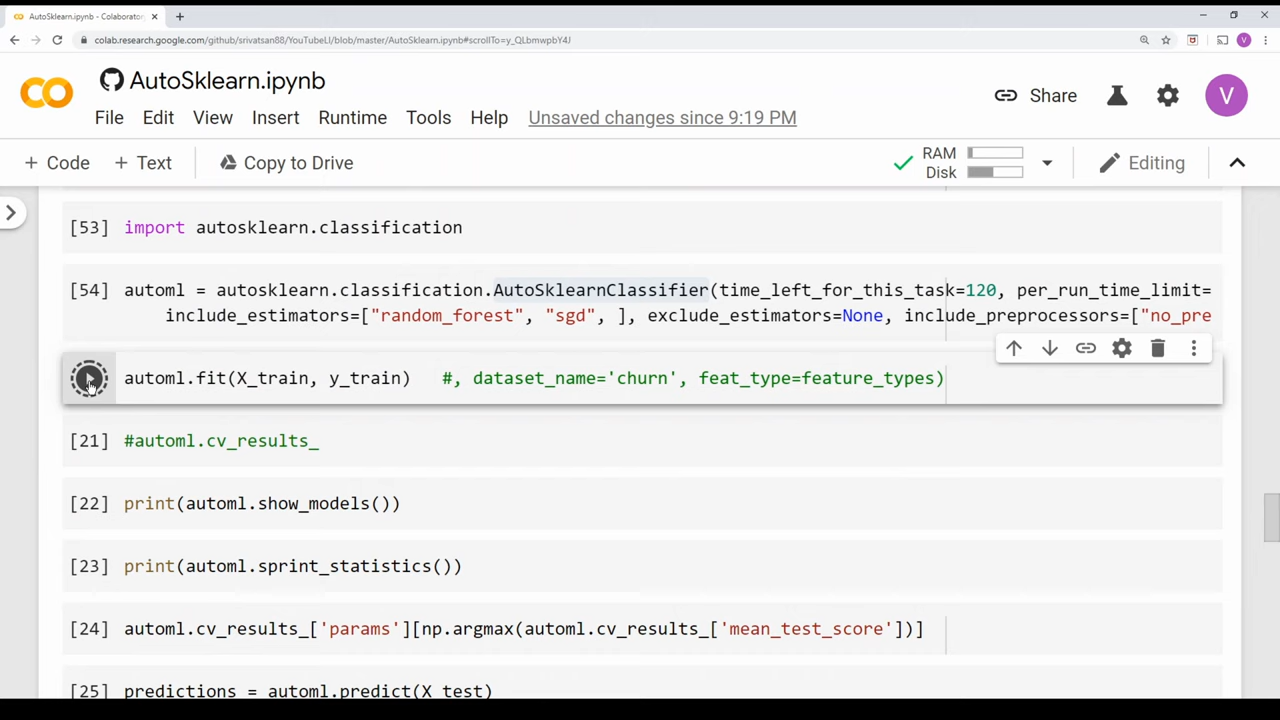 AutoSklearn.ipynb - Colaborator
colab.research.google.com/github/srivatsan88/YouTubeLI/blob/master/AutoSklearn.ipynb#scrollTo=y_QLbmwpbY4J
V
AutoSklearn.ipynb
Share
V
File Edit View Insert Runtime Tools Help Unsaved changes since 9:19 PM
+ Code + Text Copy to Drive
RAM
Disk
Editing
[53] import autosklearn.classification
[54] automl = autosklearn.classification.AutoSklearnClassifier(time_left_for_this_task=120, per_run_time_limit=
include_estimators=["random_forest", "sgd", ], exclude_estimators=None, include_preprocessors=["no_pre
automl.fit(X_train, y_train) #, dataset_name='churn', feat_type=feature_types)
[21] #automl.cv_results_
[22] print(automl.show_models())
[23] print(automl.sprint_statistics())
[24] automl.cv_results_['params'][np.argmax(automl.cv_results_['mean_test_score'])]
[25] predictions = automl.predict(X_test)